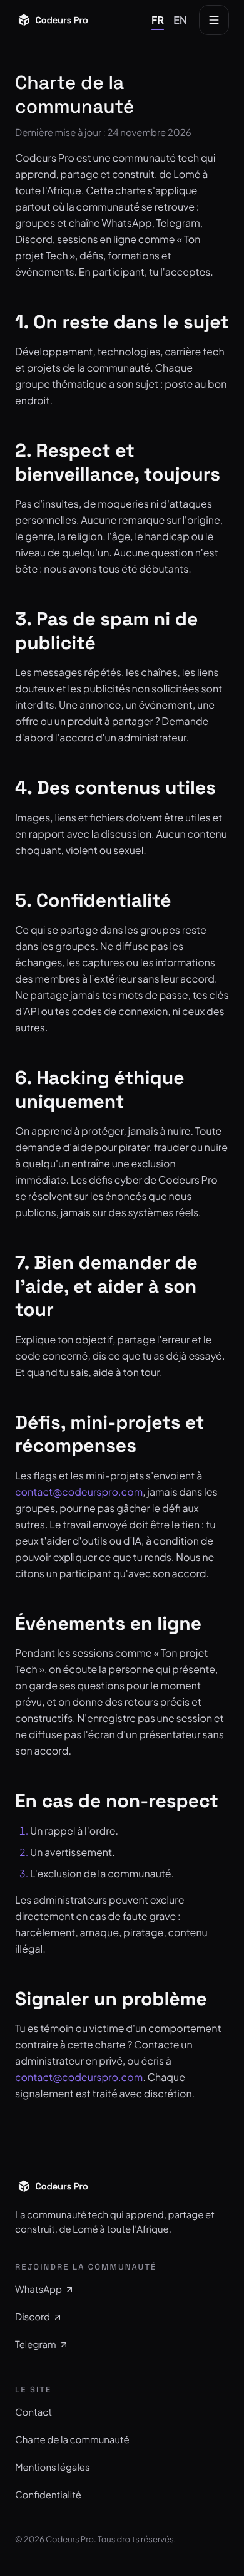 Codeurs Pro
FR EN
Charte de la
communauté
Dernière mise à jour : 24 novembre 2026
Codeurs Pro est une communauté tech qui
apprend, partage et construit, de Lomé à
toute l'Afrique. Cette charte s'applique
partout où la communauté se retrouve :
groupes et chaîne WhatsApp, Telegram,
Discord, sessions en ligne comme « Ton
projet Tech », défis, formations et
événements. En participant, tu l'acceptes.
1. On reste dans le sujet
Développement, technologies, carrière tech
et projets de la communauté. Chaque
groupe thématique a son sujet : poste au bon
endroit.
2. Respect et
bienveillance, toujours
Pas d'insultes, de moqueries ni d'attaques
personnelles. Aucune remarque sur l'origine,
le genre, la religion, l'âge, le handicap ou le
niveau de quelqu'un. Aucune question n'est
bête : nous avons tous été débutants.
3. Pas de spam ni de
publicité
Les messages répétés, les chaînes, les liens
douteux et les publicités non sollicitées sont
interdits. Une annonce, un événement, une
offre ou un produit à partager ? Demande
d'abord l'accord d'un administrateur.
4. Des contenus utiles
Images, liens et fichiers doivent être utiles et
en rapport avec la discussion. Aucun contenu
choquant, violent ou sexuel.
5. Confidentialité
Ce qui se partage dans les groupes reste
dans les groupes. Ne diffuse pas les
échanges, les captures ou les informations
des membres à l'extérieur sans leur accord.
Ne partage jamais tes mots de passe, tes clés
d'API ou tes codes de connexion, ni ceux des
autres.
6. Hacking éthique
uniquement
On apprend à protéger, jamais à nuire. Toute
demande d'aide pour pirater, frauder ou nuire
à quelqu'un entraîne une exclusion
immédiate. Les défis cyber de Codeurs Pro
se résolvent sur les énoncés que nous
publions, jamais sur des systèmes réels.
7. Bien demander de
l'aide, et aider à son
tour
Explique ton objectif, partage l'erreur et le
code concerné, dis ce que tu as déjà essayé.
Et quand tu sais, aide à ton tour.
Défis, mini-projets et
récompenses
Les flags et les mini-projets s'envoient à
contact@codeurspro.com, jamais dans les
groupes, pour ne pas gâcher le défi aux
autres. Le travail envoyé doit être le tien : tu
peux t'aider d'outils ou d'IA, à condition de
pouvoir expliquer ce que tu rends. Nous ne
citons un participant qu'avec son accord.
Événements en ligne
Pendant les sessions comme « Ton projet
Tech », on écoute la personne qui présente,
on garde ses questions pour le moment
prévu, et on donne des retours précis et
constructifs. N'enregistre pas une session et
ne diffuse pas l'écran d'un présentateur sans
son accord.
En cas de non-respect
1. Un rappel à l'ordre.
2. Un avertissement.
3. L'exclusion de la communauté.
Les administrateurs peuvent exclure
directement en cas de faute grave :
harcèlement, arnaque, piratage, contenu
illégal.
Signaler un problème
Tu es témoin ou victime d'un comportement
contraire à cette charte ? Contacte un
administrateur en privé, ou écris à
contact@codeurspro.com. Chaque
signalement est traité avec discrétion.
Codeurs Pro
La communauté tech qui apprend, partage et
construit, de Lomé à toute l'Afrique.
REJOINDRE LA COMMUNAUTÉ
WhatsApp ↗
Discord ↗
Telegram ↗
LE SITE
Contact
Charte de la communauté
Mentions légales
Confidentialité
© 2026 Codeurs Pro. Tous droits réservés.